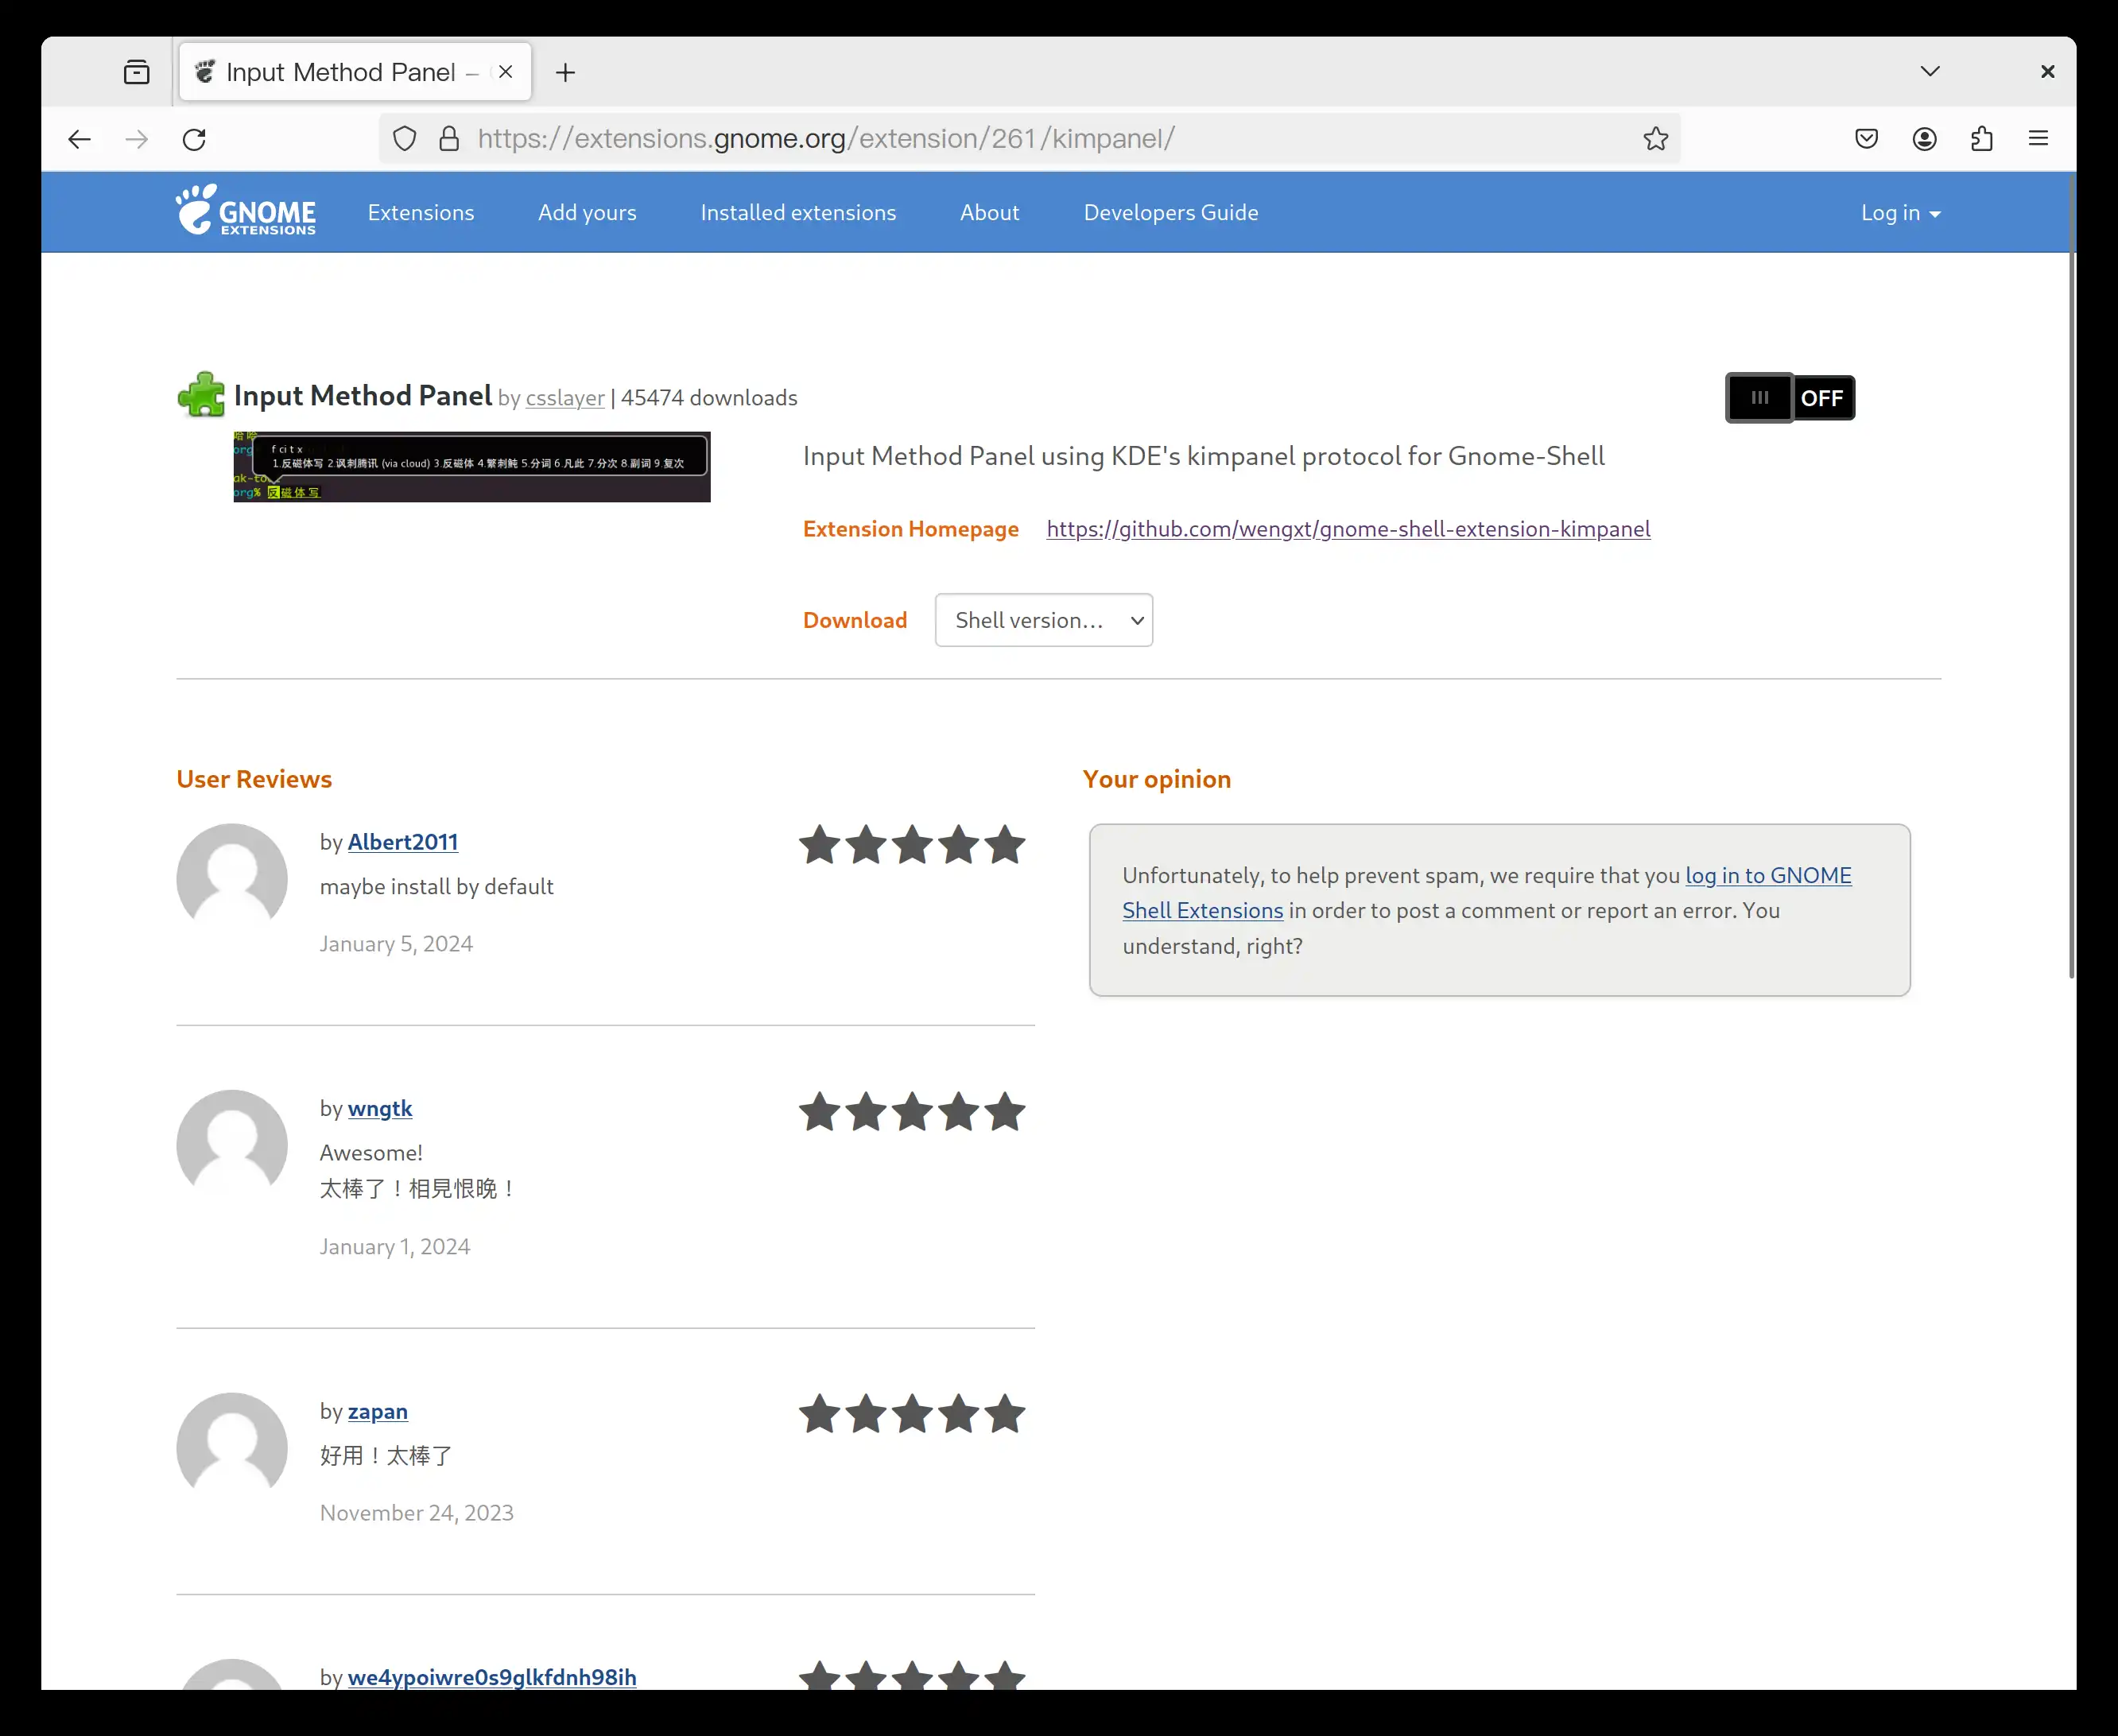 Input Method Panel –
https://extensions.gnome.org/extension/261/kimpanel/
GNOME
EXTENSIONS
Extensions
Add yours
Installed extensions
About
Developers Guide
Log in
Input Method Panel by csslayer | 45474 downloads
OFF
哈哈
org
f ci t x
1.反磁体写 2.讽刺腾讯 (via cloud) 3.反磁体 4.繁刺鲀 5.分词 6.凡此 7.分次 8.副词 9.复次
ak-to
org% 反磁体写
Input Method Panel using KDE's kimpanel protocol for Gnome-Shell
Extension Homepage https://github.com/wengxt/gnome-shell-extension-kimpanel
Download Shell version...
User Reviews
by Albert2011
maybe install by default
January 5, 2024
by wngtk
Awesome!
太棒了！相見恨晚！
January 1, 2024
by zapan
好用！太棒了
November 24, 2023
by we4ypoiwre0s9glkfdnh98ih
Your opinion
Unfortunately, to help prevent spam, we require that you log in to GNOME
Shell Extensions in order to post a comment or report an error. You
understand, right?